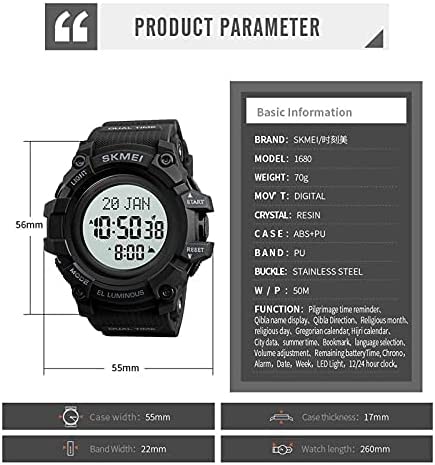 PRODUCT PARAMETER
Basic Information
BRAND: SKMEI/时刻美
MODEL: 1680
WEIGHT: 70g
MOV' T: DIGITAL
CRYSTAL: RESIN
CASE: ABS+PU
BAND: PU
BUCKLE: STAINLESS STEEL
W / P: 50M
FUNCTION: Pilgrimage time reminder,
Qibla name display, Qibla Direction, Religious month,
religious day, Gregorian calendar, Hijri calendar,
City data, summer time, Bookmark, language selection,
Volume adjustment, Remaining batteryTime, Chrono,
Alarm, Date, Week, LED Light, 12/24 hour clock,
DUAL TIME
SKMEI
LIGHT
START
20 JAN
10:50 38
8:00
RESET
MODE
EL LUMINOUS
DUAL TIME
56mm
55mm
Case width: 55mm
Case thickness: 17mm
Band Width: 22mm
Watch length: 260mm